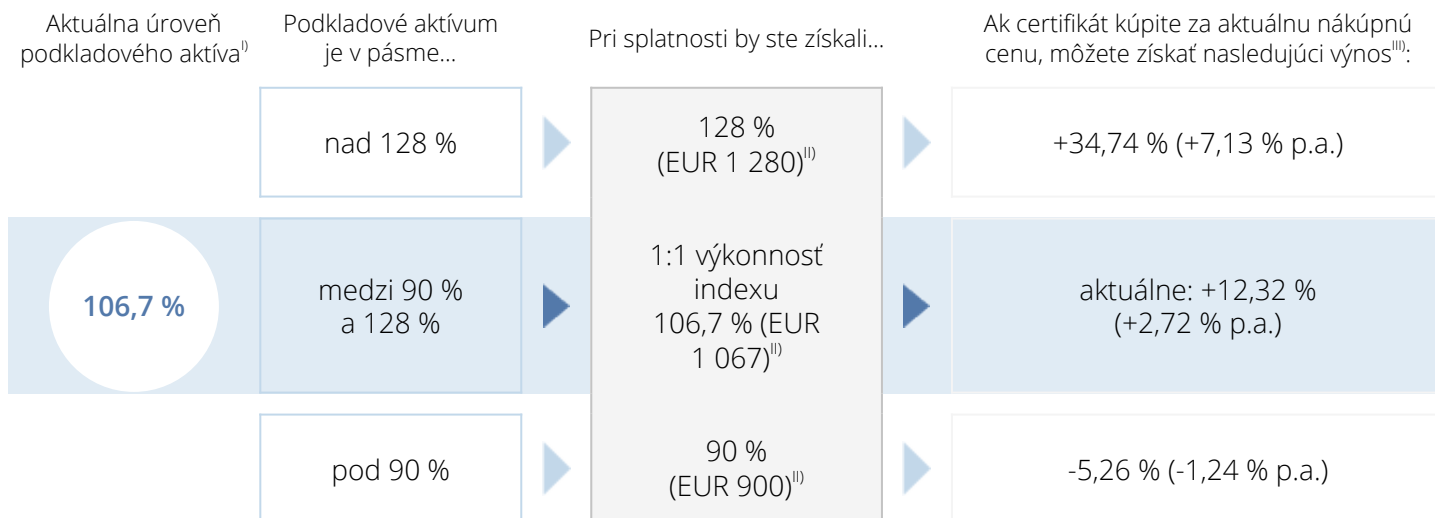 Aktuálna úroveň
podkladového aktíva I)
Podkladové aktívum
je v pásme...
Pri splatnosti by ste získali...
Ak certifikát kúpite za aktuálnu nákúpnú
cenu, môžete získať nasledujúci výnos III):
nad 128 %
128 %
(EUR 1 280) II)
+34,74 % (+7,13 % p.a.)
106,7 %
medzi 90 %
a 128 %
1:1 výkonnosť
indexu
106,7 % (EUR
1 067) II)
aktuálne: +12,32 %
(+2,72 % p.a.)
pod 90 %
90 %
(EUR 900) II)
-5,26 % (-1,24 % p.a.)